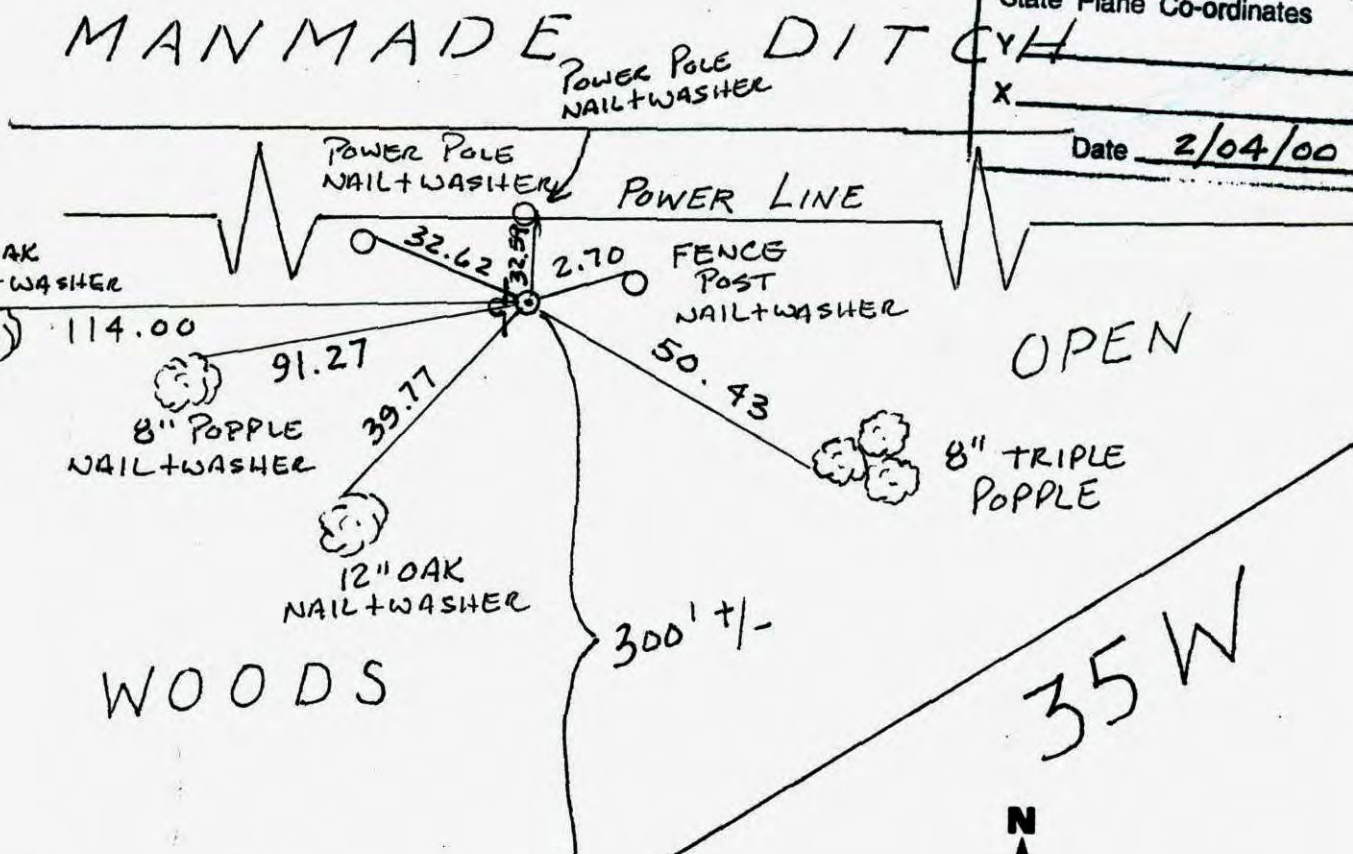 State Plane Co-ordinates
MANMADE DITCH
Y
X
Date 2/04/00
POWER POLE
NAIL+WASHER
POWER POLE
NAIL+WASHER
POWER LINE
32.62
32.59
2.70
FENCE
POST
NAIL+WASHER
AK
WASHER
114.00
91.27
8" POPPLE
NAIL+WASHER
39.77
50.43
OPEN
8" TRIPLE
POPPLE
12" OAK
NAIL+WASHER
300' +/-
WOODS
35W
N